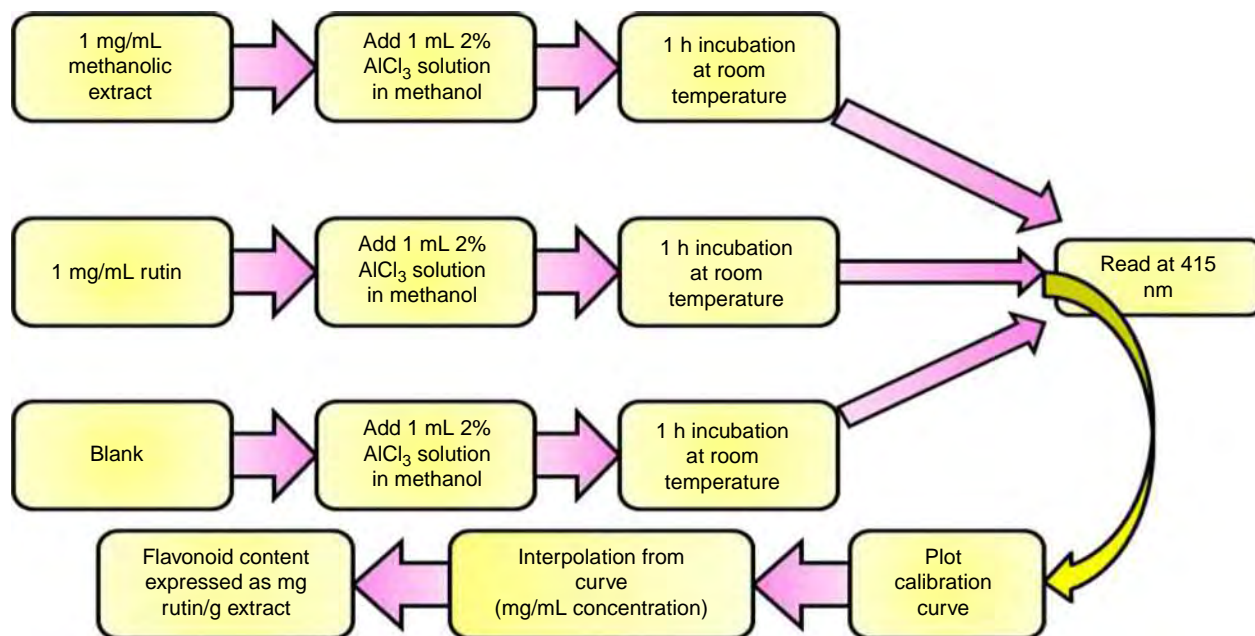 1 mg/mL
methanolic
extract
Add 1 mL 2%
AlCl₃ solution
in methanol
1 h incubation
at room
temperature
1 mg/mL rutin
Add 1 mL 2%
AlCl₃ solution
in methanol
1 h incubation
at room
temperature
Read at 415
nm
Blank
Add 1 mL 2%
AlCl₃ solution
in methanol
1 h incubation
at room
temperature
Plot
calibration
curve
Interpolation from
curve
(mg/mL concentration)
Flavonoid content
expressed as mg
rutin/g extract